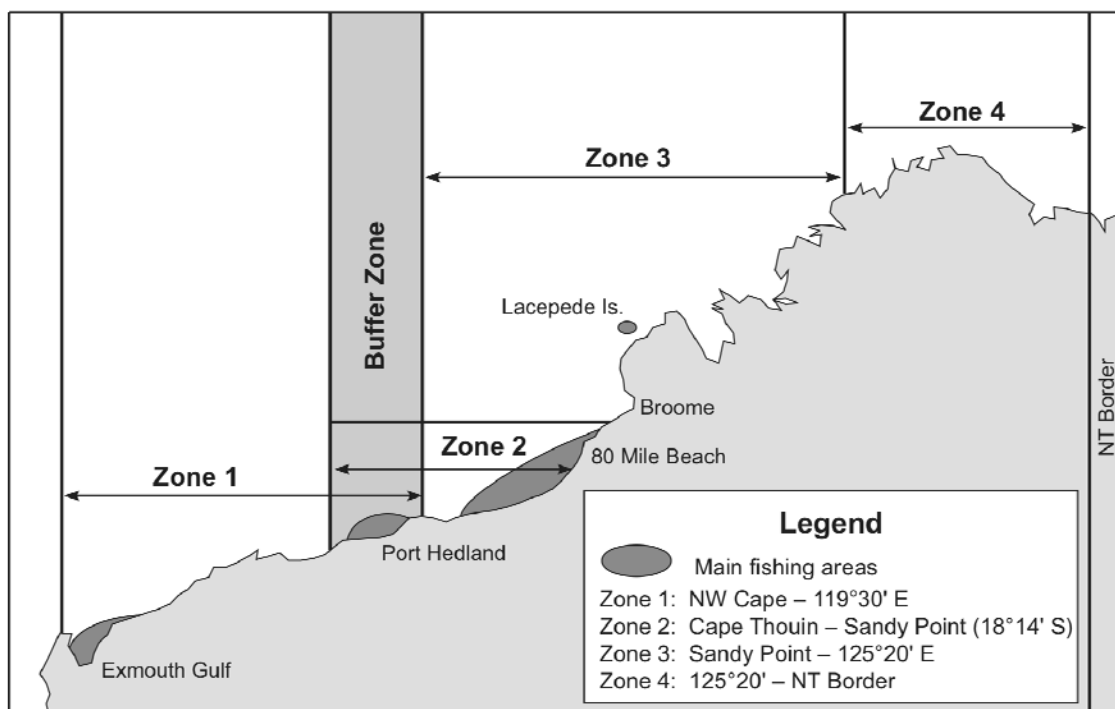 Zone 4
Zone 3
Buffer Zone
Lacepede Is.
Broome
Zone 2
80 Mile Beach
Zone 1
Port Hedland
Exmouth Gulf
NT Border
Legend
Main fishing areas
Zone 1: NW Cape – 119°30' E
Zone 2: Cape Thouin – Sandy Point (18°14' S)
Zone 3: Sandy Point – 125°20' E
Zone 4: 125°20' – NT Border